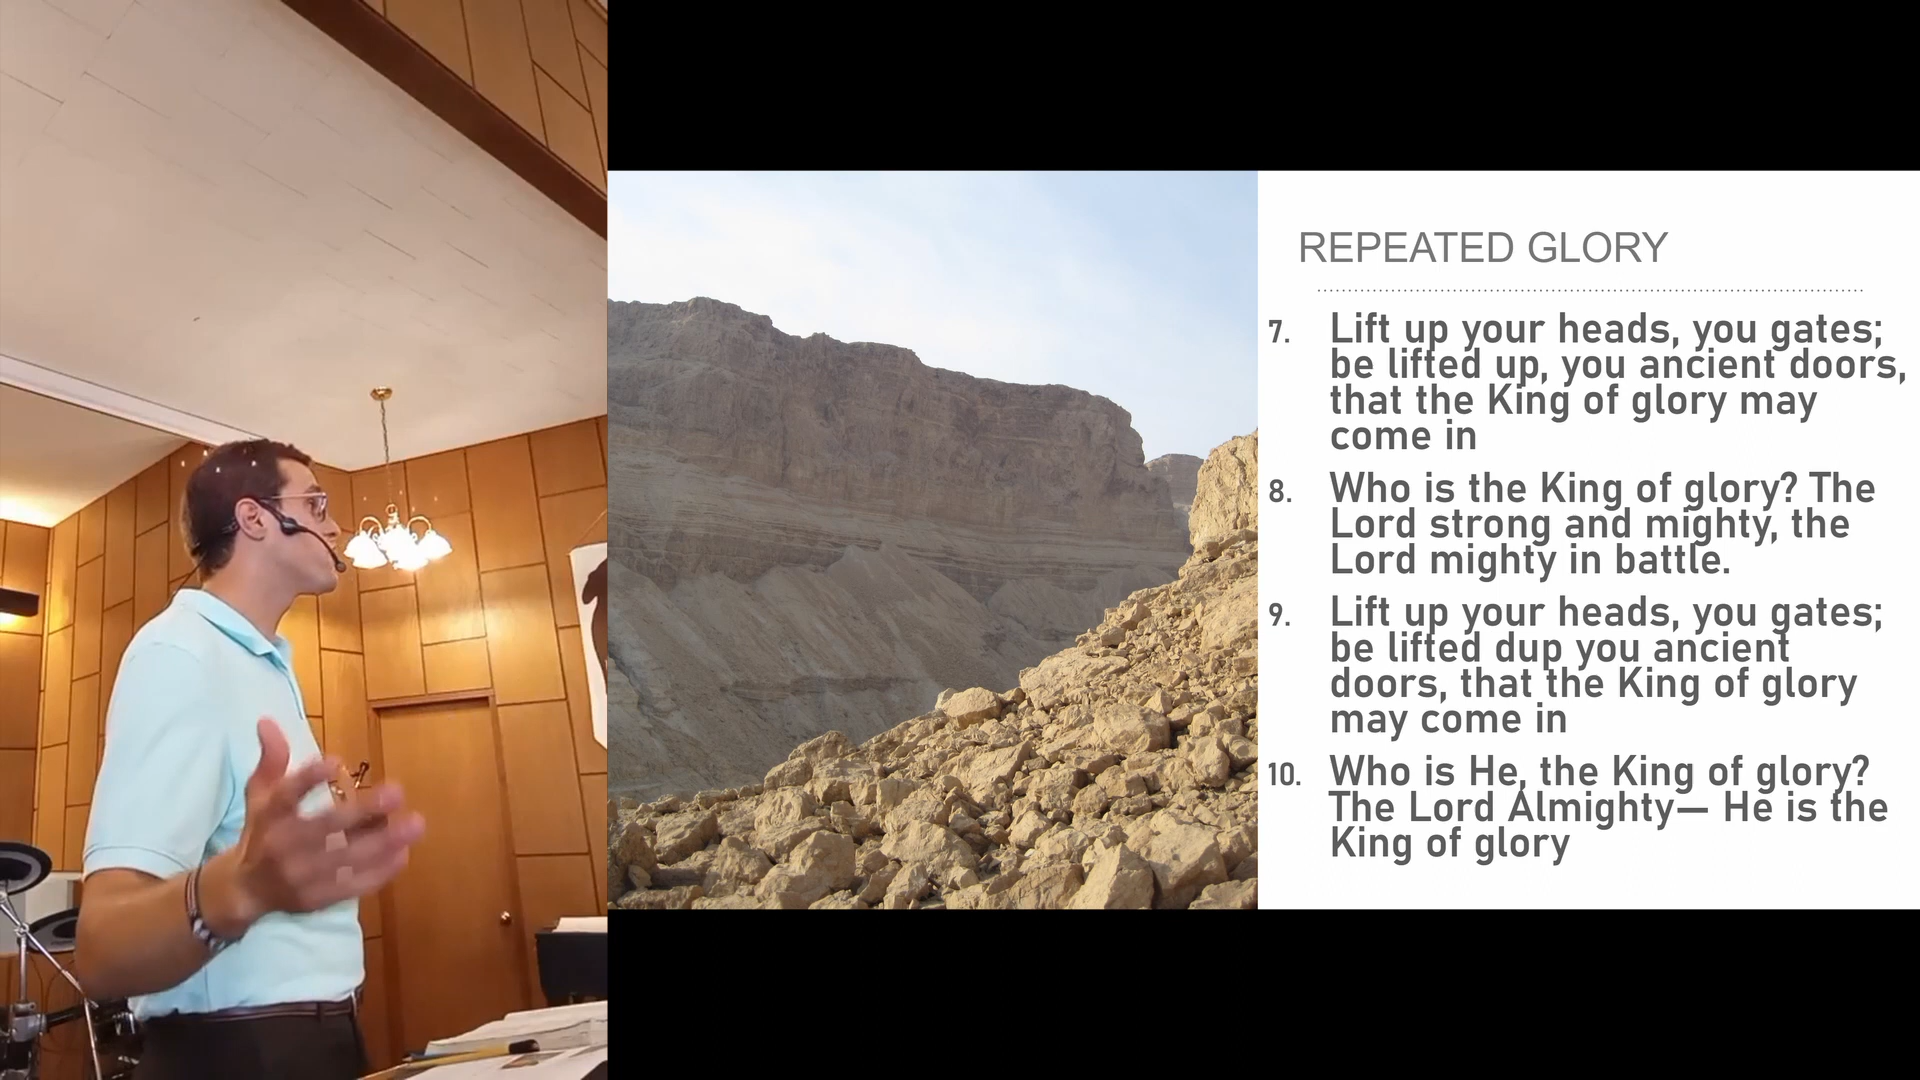 REPEATED GLORY
7. Lift up your heads, you gates;
be lifted up, you ancient doors,
that the King of glory may
come in
8. Who is the King of glory? The
Lord strong and mighty, the
Lord mighty in battle.
9. Lift up your heads, you gates;
be lifted dup you ancient
doors, that the King of glory
may come in
10. Who is He, the King of glory?
The Lord Almighty— He is the
King of glory